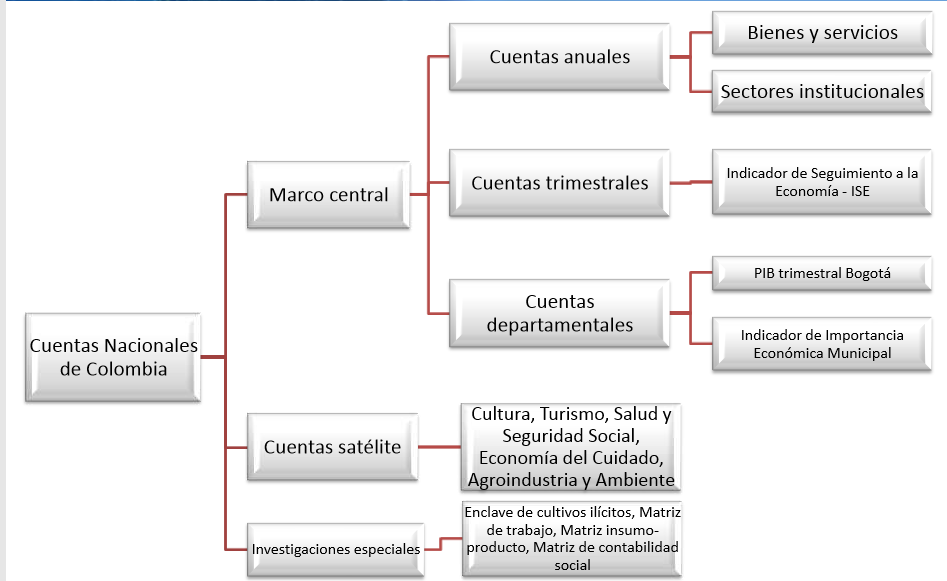 Cuentas Nacionales
de Colombia
Marco central
Cuentas anuales
Bienes y servicios
Sectores institucionales
Cuentas trimestrales
Indicador de Seguimiento a la
Economía - ISE
Cuentas
departamentales
PIB trimestral Bogotá
Indicador de Importancia
Económica Municipal
Cuentas satélite
Cultura, Turismo, Salud y
Seguridad Social,
Economía del Cuidado,
Agroindustria y Ambiente
Investigaciones especiales
Enclave de cultivos ilícitos, Matriz
de trabajo, Matriz insumo-
producto, Matriz de contabilidad
social